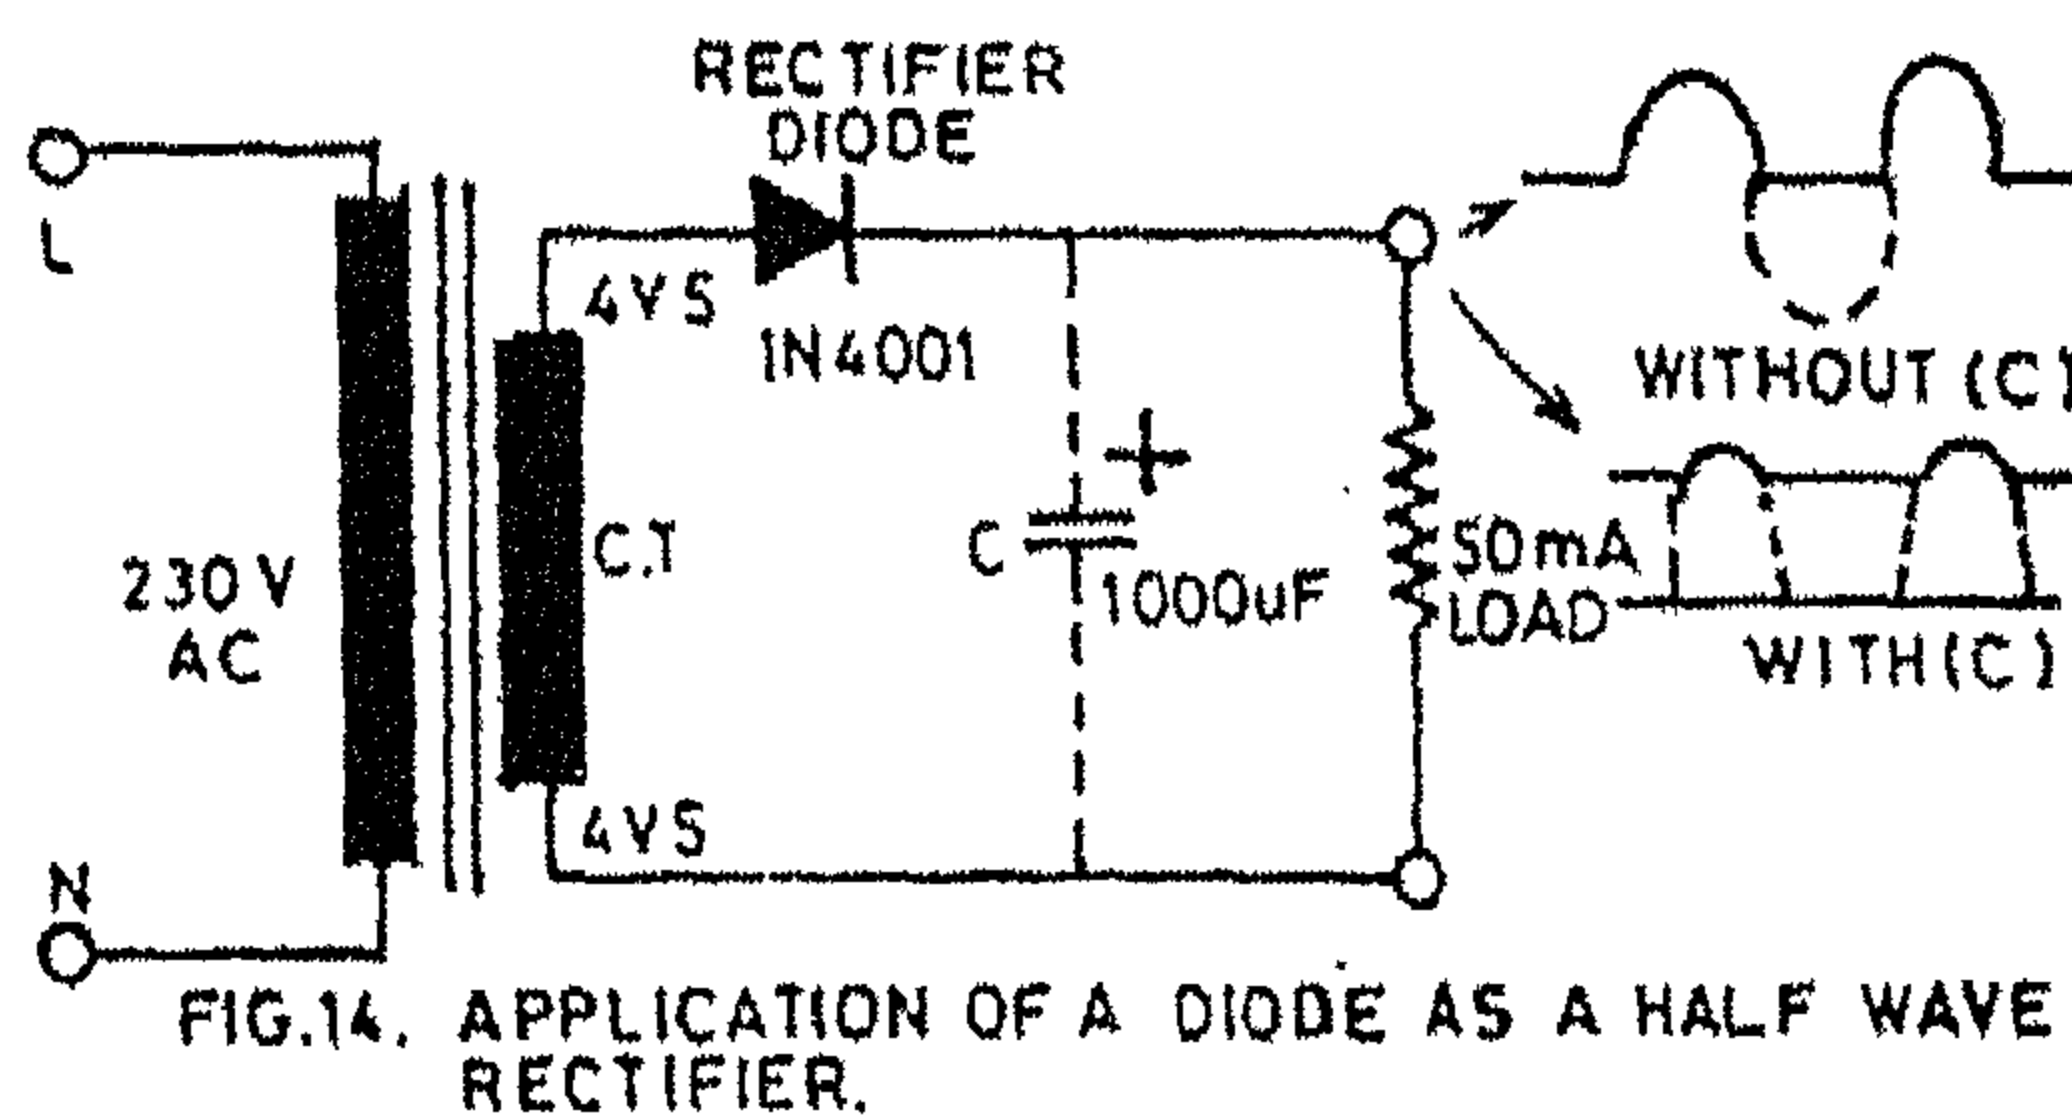 RECTIFIER
DIODE
L
4VS
1N4001
WITHOUT (C)
+
230V
AC
C.T
C
1000uF
50mA
LOAD
WITH(C)
4VS
N
FIG.14. APPLICATION OF A DIODE AS A HALF WAVE
RECTIFIER.